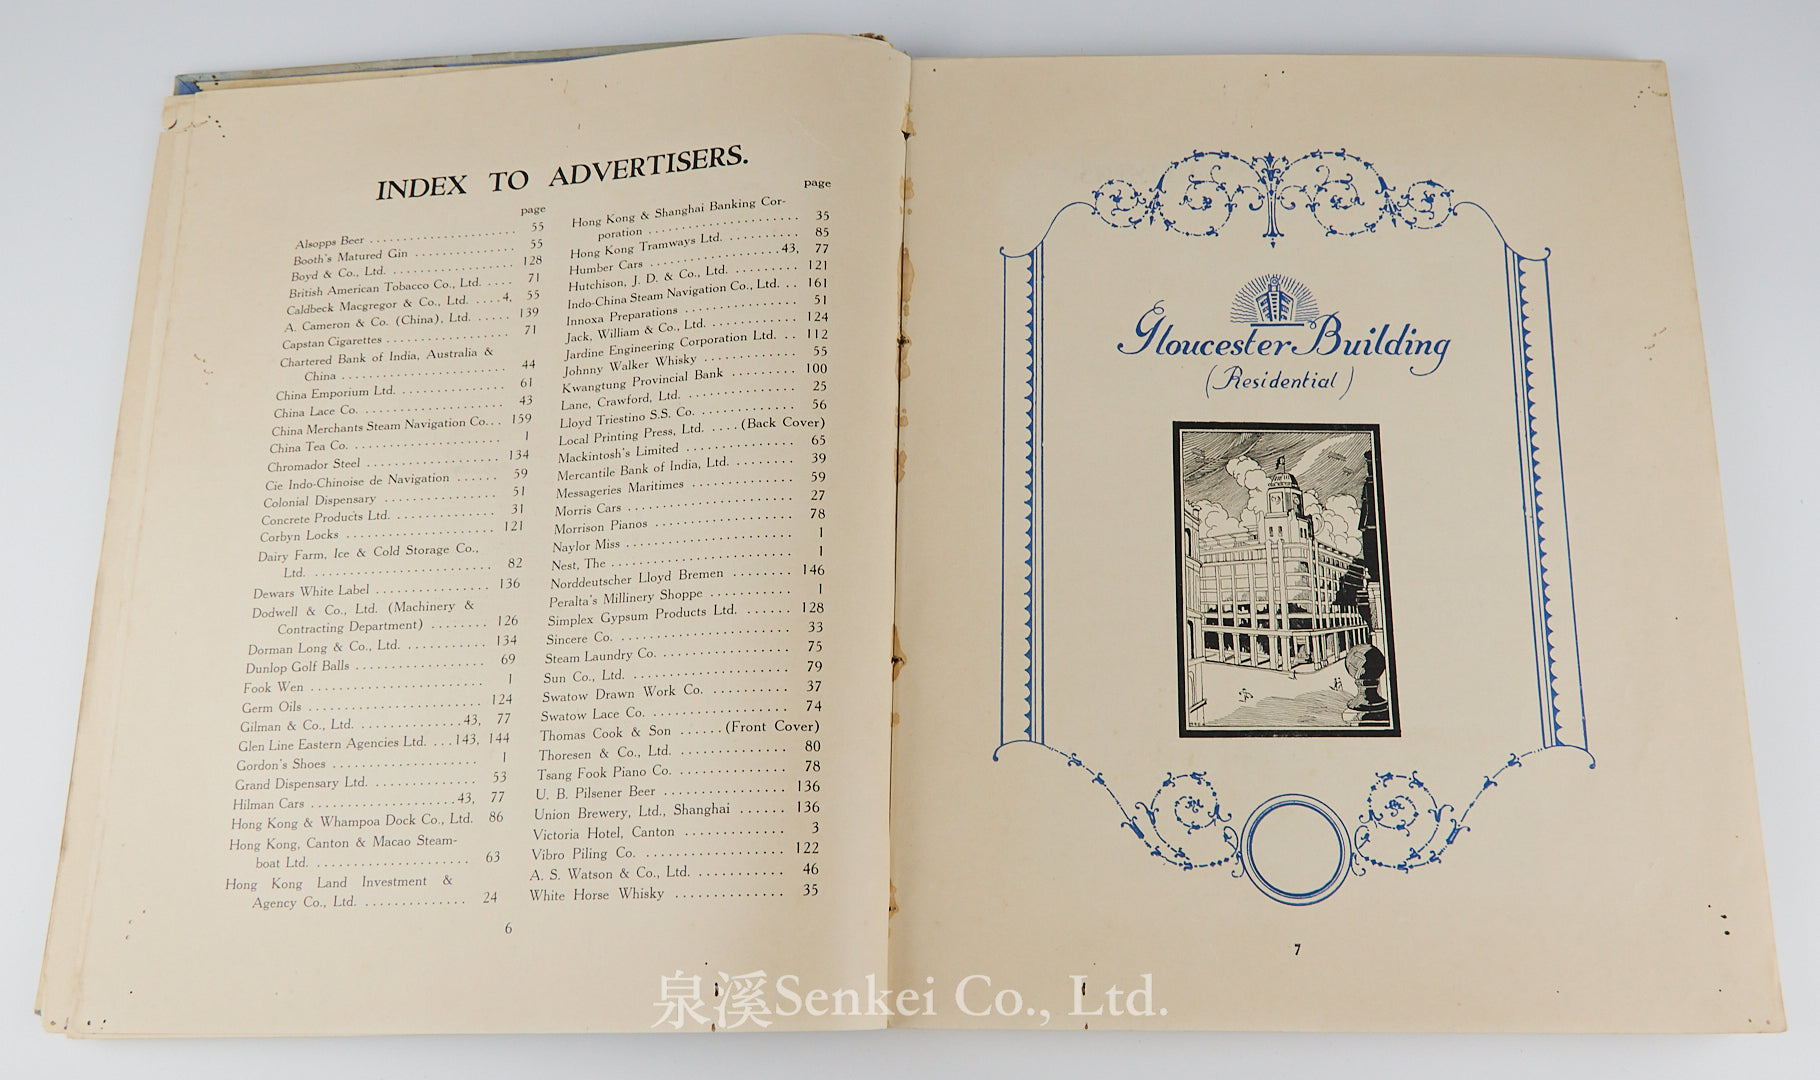 INDEX TO ADVERTISERS.
page
Alsopps Beer . . . . . . . . . . . . . . . . . . . . . 55
Booth's Matured Gin . . . . . . . . . . . . . . 55
Boyd & Co., Ltd. . . . . . . . . . . . . . . . . . 128
British American Tobacco Co., Ltd. . . . . 71
Caldbeck Macgregor & Co., Ltd. . . . . 4, 55
A. Cameron & Co. (China), Ltd. . . . . . 139
Capstan Cigarettes . . . . . . . . . . . . . . . . . 71
Chartered Bank of India, Australia &
China . . . . . . . . . . . . . . . . . . . . . . . 44
China Emporium Ltd. . . . . . . . . . . . . . . . 61
China Lace Co. . . . . . . . . . . . . . . . . . . . . 43
China Merchants Steam Navigation Co. . . 159
China Tea Co. . . . . . . . . . . . . . . . . . . . . 1
Chromador Steel . . . . . . . . . . . . . . . . . . 134
Cie Indo-Chinoise de Navigation . . . . . . 59
Colonial Dispensary . . . . . . . . . . . . . . . . 51
Concrete Products Ltd. . . . . . . . . . . . . . . 31
Corbyn Locks . . . . . . . . . . . . . . . . . . . . . 121
Dairy Farm, Ice & Cold Storage Co.,
Ltd. . . . . . . . . . . . . . . . . . . . . . . . . . 82
Dewars White Label . . . . . . . . . . . . . . . . 136
Dodwell & Co., Ltd. (Machinery &
Contracting Department) . . . . . . . . 126
Dorman Long & Co., Ltd. . . . . . . . . . . . 134
Dunlop Golf Balls . . . . . . . . . . . . . . . . . . 69
Fook Wen . . . . . . . . . . . . . . . . . . . . . . . . 1
Germ Oils . . . . . . . . . . . . . . . . . . . . . . . . 124
Gilman & Co., Ltd. . . . . . . . . . . . . . . 43, 77
Glen Line Eastern Agencies Ltd. . . . 143, 144
Gordon's Shoes . . . . . . . . . . . . . . . . . . . . 1
Grand Dispensary Ltd. . . . . . . . . . . . . . . . 53
Hilman Cars . . . . . . . . . . . . . . . . . . . . 43, 77
Hong Kong & Whampoa Dock Co., Ltd. 86
Hong Kong, Canton & Macao Steam-
boat Ltd. . . . . . . . . . . . . . . . . . . . . . 63
Hong Kong Land Investment &
Agency Co., Ltd. . . . . . . . . . . . . . . 24
page
Hong Kong & Shanghai Banking Cor-
poration . . . . . . . . . . . . . . . . . . . . . 35
Hong Kong Tramways Ltd. . . . . . . . . . . 85
Humber Cars . . . . . . . . . . . . . . . . . . . 43, 77
Hutchison, J. D. & Co., Ltd. . . . . . . . . . 121
Indo-China Steam Navigation Co., Ltd. . . 161
Innoxa Preparations . . . . . . . . . . . . . . . . 51
Jack, William & Co., Ltd. . . . . . . . . . . . . 124
Jardine Engineering Corporation Ltd. . . 112
Johnny Walker Whisky . . . . . . . . . . . . . 55
Kwangtung Provincial Bank . . . . . . . . . 100
Lane, Crawford, Ltd. . . . . . . . . . . . . . . . 25
Lloyd Triestino S.S. Co. . . . . . . . . . . . . . 56
Local Printing Press, Ltd. . . . . (Back Cover)
Mackintosh's Limited . . . . . . . . . . . . . . . 65
Mercantile Bank of India, Ltd. . . . . . . . . 39
Messageries Maritimes . . . . . . . . . . . . . . 59
Morris Cars . . . . . . . . . . . . . . . . . . . . . . 27
Morrison Pianos . . . . . . . . . . . . . . . . . . . 78
Naylor Miss . . . . . . . . . . . . . . . . . . . . . . 1
Nest, The . . . . . . . . . . . . . . . . . . . . . . . . 1
Norddeutscher Lloyd Bremen . . . . . . . . 146
Peralta's Millinery Shoppe . . . . . . . . . . . 1
Simplex Gypsum Products Ltd. . . . . . . 128
Sincere Co. . . . . . . . . . . . . . . . . . . . . . . 33
Steam Laundry Co. . . . . . . . . . . . . . . . . 75
Sun Co., Ltd. . . . . . . . . . . . . . . . . . . . . . 79
Swatow Drawn Work Co. . . . . . . . . . . . 37
Swatow Lace Co. . . . . . . . . . . . . . . . . . . 74
Thomas Cook & Son . . . . . . (Front Cover)
Thoresen & Co., Ltd. . . . . . . . . . . . . . . . 80
Tsang Fook Piano Co. . . . . . . . . . . . . . . 78
U. B. Pilsener Beer . . . . . . . . . . . . . . . . . 136
Union Brewery, Ltd., Shanghai . . . . . . 136
Victoria Hotel, Canton . . . . . . . . . . . . . 3
Vibro Piling Co. . . . . . . . . . . . . . . . . . . 122
A. S. Watson & Co., Ltd. . . . . . . . . . . . 46
White Horse Whisky . . . . . . . . . . . . . . . 35
6
Gloucester Building
(Residential)
7
泉溪Senkei Co., Ltd.